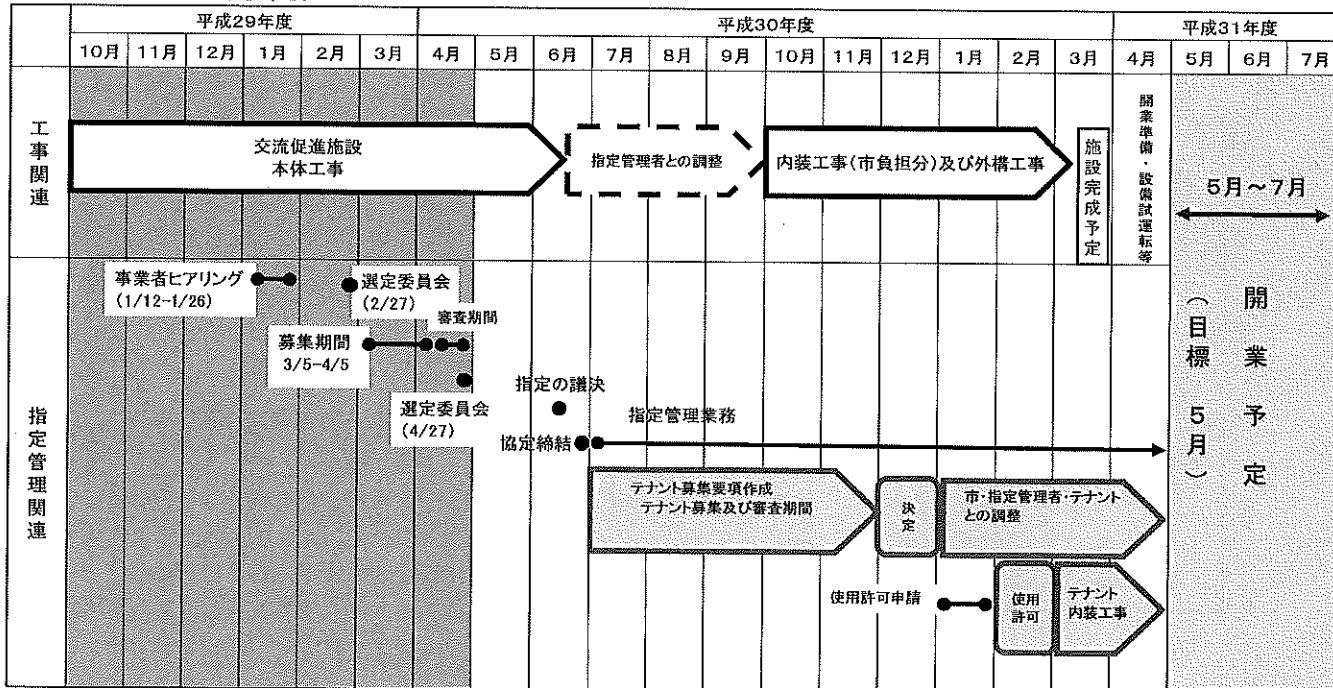 平成29年度
平成30年度
平成31年度
10月 11月 12月 1月 2月 3月 4月 5月 6月 7月 8月 9月 10月 11月 12月 1月 2月 3月 4月 5月 6月 7月
工事関連
交流促進施設
本体工事
指定管理者との調整
内装工事(市負担分)及び外構工事
施設完成予定
開業準備・設備試運転等
5月～7月
指定管理関連
事業者ヒアリング
(1/12-1/26)
選定委員会
(2/27)
審査期間
募集期間
3/5-4/5
選定委員会
(4/27)
指定の議決
協定締結
指定管理業務
テナント募集要項作成
テナント募集及び審査期間
決定
市・指定管理者・テナント
との調整
使用許可申請
使用
許可
テナント
内装工事
開業予定
(目標 5月)